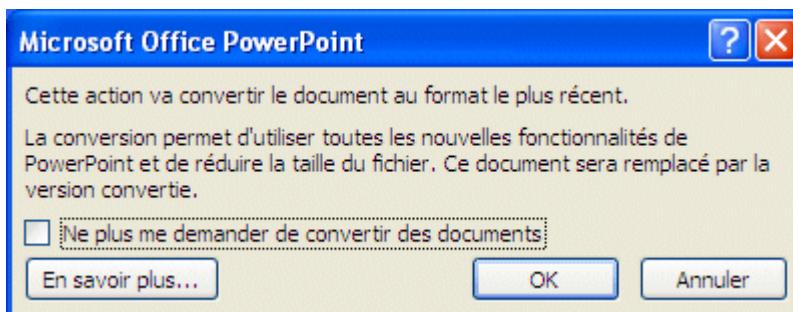 Microsoft Office PowerPoint
Cette action va convertir le document au format le plus récent.
La conversion permet d'utiliser toutes les nouvelles fonctionnalités de
PowerPoint et de réduire la taille du fichier. Ce document sera remplacé par la
version convertie.
Ne plus me demander de convertir des documents
En savoir plus... OK Annuler